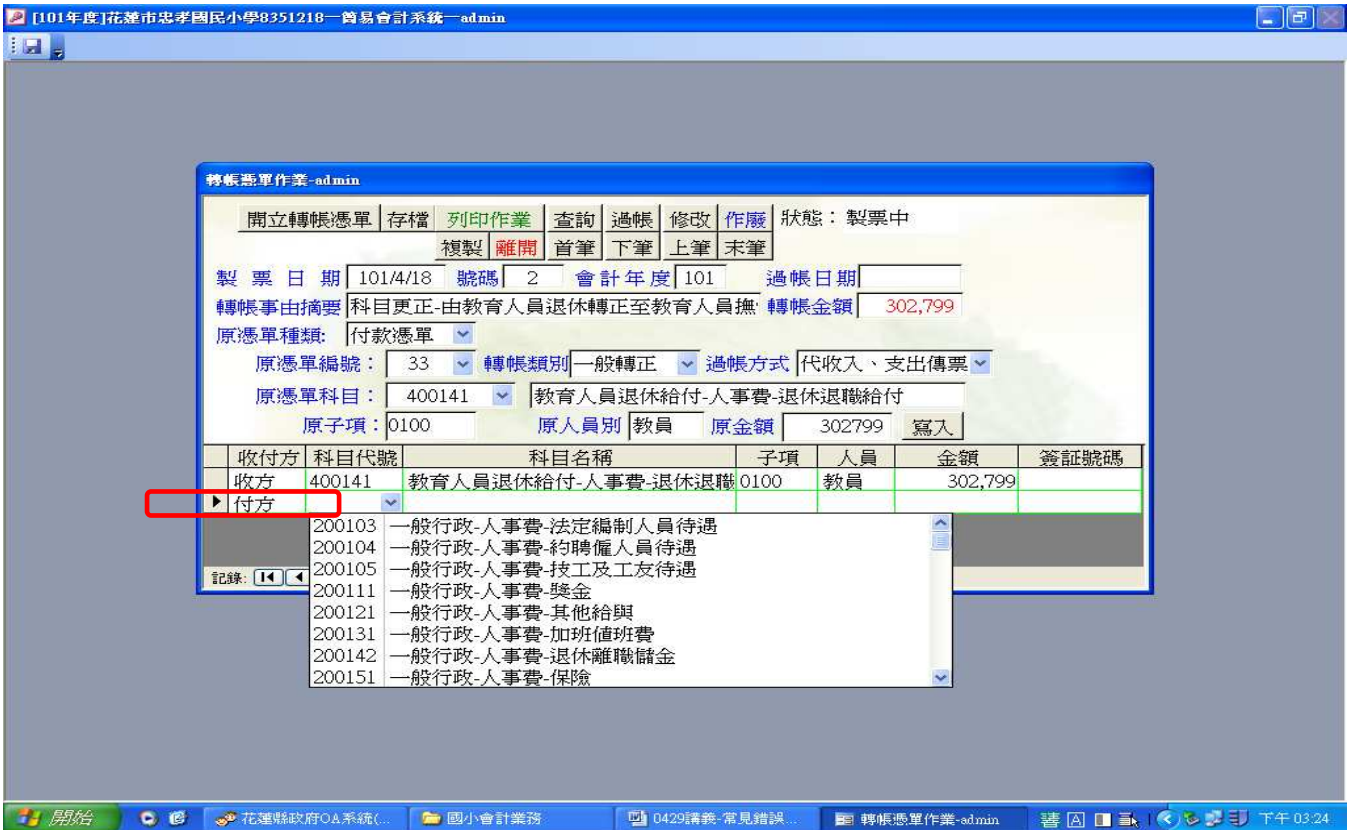 [101年度]花蓮市忠孝國民小學8351218—簡易會計系統—admin
轉帳憑單作業-admin
開立轉帳憑單 存檔 列印作業 查詢 過帳 修改 作廢 狀態：製票中
複製 離開 首筆 下筆 上筆 末筆
製票日期 101/4/18 號碼 2 會計年度 101 過帳日期
轉帳事由摘要 科目更正-由教育人員退休轉正至教育人員撫 轉帳金額 302,799
原憑單種類: 付款憑單
原憑單編號： 33 轉帳類別 一般轉正 過帳方式 代收入、支出傳票
原憑單科目： 400141 教育人員退休給付-人事費-退休退職給付
原子項：0100 原人員別 教員 原金額 302799 寫入
收付方 科目代號 科目名稱 子項 人員 金額 簽証號碼
收方 400141 教育人員退休給付-人事費-退休退職 0100 教員 302,799
付方
200103 一般行政-人事費-法定編制人員待遇
200104 一般行政-人事費-約聘僱人員待遇
200105 一般行政-人事費-技工及工友待遇
200111 一般行政-人事費-獎金
200121 一般行政-人事費-其他給與
200131 一般行政-人事費-加班值班費
200142 一般行政-人事費-退休離職儲金
200151 一般行政-人事費-保險
記錄:
開始 花蓮縣政府OA系統(... 國小會計業務 0429講義-常見錯誤... 轉帳憑單作業-admin A 下午 03:24